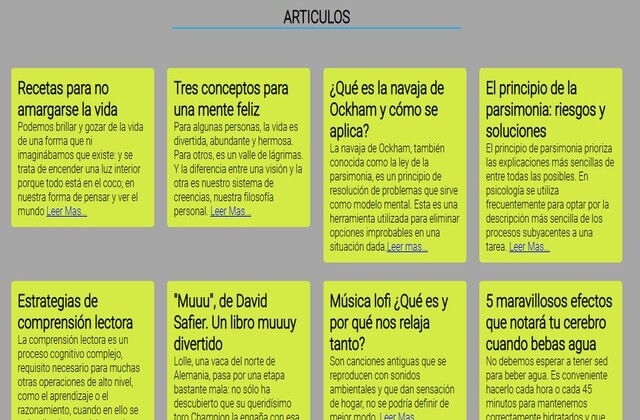 ARTICULOS
Recetas para no
amargarse la vida
Podemos brillar y gozar de la vida
de una forma que ni
imaginábamos que existe: y se
trata de encender una luz interior
porque todo está en el coco; en
nuestra forma de pensar y ver el
mundo Leer Mas...
Tres conceptos para
una mente feliz
Para algunas personas, la vida es
divertida, abundante y hermosa.
Para otros, es un valle de lágrimas.
Y la diferencia entre una visión y la
otra es nuestro sistema de
creencias, nuestra filosofía
personal. Leer Mas...
¿Qué es la navaja de
Ockham y cómo se
aplica?
La navaja de Ockham, también
conocida como la ley de la
parsimonia, es un principio de
resolución de problemas que sirve
como modelo mental. Esta es una
herramienta utilizada para eliminar
opciones improbables en una
situación dada.Leer mas...
El principio de la
parsimonia: riesgos y
soluciones
El principio de parsimonia prioriza
las explicaciones más sencillas de
entre todas las posibles. En
psicología se utiliza
frecuentemente para optar por la
descripción más sencilla de los
procesos subyacentes a una
tarea. Leer Mas...
Estrategias de
comprensión lectora
La comprensión lectora es un
proceso cognitivo complejo,
requisito necesario para muchas
otras operaciones de alto nivel,
como el aprendizaje o el
razonamiento, cuando en ello se
"Muuu", de David
Safier. Un libro muuuy
divertido
Lolle, una vaca del norte de
Alemania, pasa por una etapa
bastante mala: no sólo ha
descubierto que su queridísimo
toro Champion la engaña con esa
Música lofi ¿Qué es y
por qué nos relaja
tanto?
Son canciones antiguas que se
reproducen con sonidos
ambientales y que dan sensación
de hogar, no se podría definir de
mejor modo. Leer Mas...
5 maravillosos efectos
que notará tu cerebro
cuando bebas agua
No debemos esperar a tener sed
para beber agua. Es conveniente
hacerlo cada hora o cada 45
minutos para mantenernos
correctamente hidratados y que